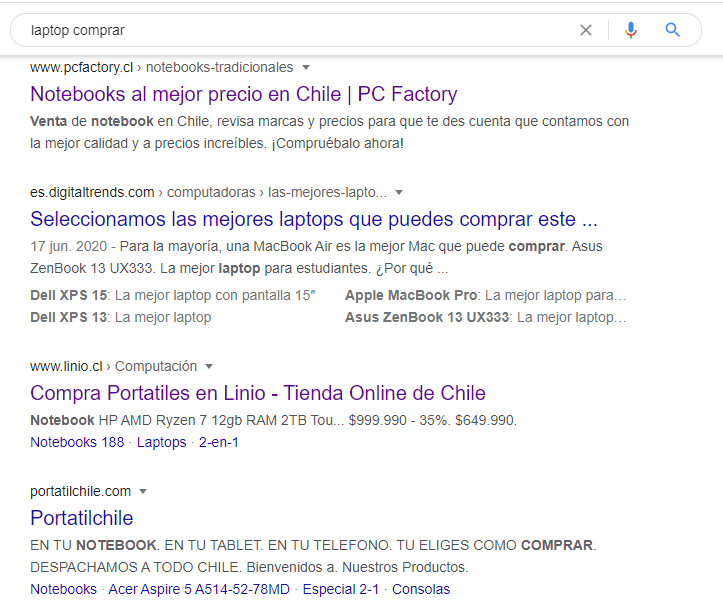 laptop comprar
www.pcfactory.cl › notebooks-tradicionales
Notebooks al mejor precio en Chile | PC Factory
Venta de notebook en Chile, revisa marcas y precios para que te des cuenta que contamos con
la mejor calidad y a precios increíbles. ¡Compruébalo ahora!
es.digitaltrends.com › computadoras › las-mejores-lapto...
Seleccionamos las mejores laptops que puedes comprar este ...
17 jun. 2020 - Para la mayoría, una MacBook Air es la mejor Mac que puede comprar. Asus
ZenBook 13 UX333. La mejor laptop para estudiantes. ¿Por qué ...
Dell XPS 15: La mejor laptop con pantalla 15″ Apple MacBook Pro: La mejor laptop para…
Dell XPS 13: La mejor laptop Asus ZenBook 13 UX333: La mejor laptop…
www.linio.cl › Computación
Compra Portatiles en Linio - Tienda Online de Chile
Notebook HP AMD Ryzen 7 12gb RAM 2TB Tou... $999.990 - 35%. $649.990.
Notebooks 188 · Laptops · 2-en-1
portatilchile.com
Portatilchile
EN TU NOTEBOOK. EN TU TABLET. EN TU TELEFONO. TU ELIGES COMO COMPRAR.
DESPACHAMOS A TODO CHILE. Bienvenidos a. Nuestros Productos.
Notebooks · Acer Aspire 5 A514-52-78MD · Especial 2-1 · Consolas